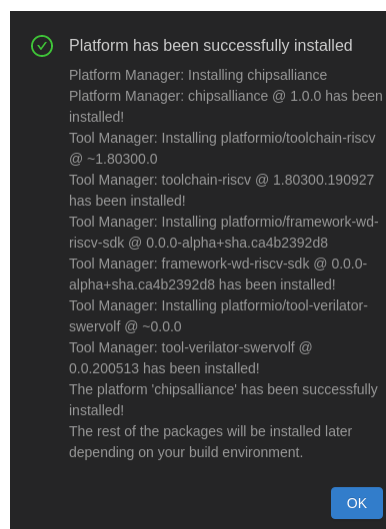 Platform has been successfully installed
Platform Manager: Installing chipsalliance
Platform Manager: chipsalliance @ 1.0.0 has been
installed!
Tool Manager: Installing platformio/toolchain-riscv
@ ~1.80300.0
Tool Manager: toolchain-riscv @ 1.80300.190927
has been installed!
Tool Manager: Installing platformio/framework-wd-
riscv-sdk @ 0.0.0-alpha+sha.ca4b2392d8
Tool Manager: framework-wd-riscv-sdk @ 0.0.0-
alpha+sha.ca4b2392d8 has been installed!
Tool Manager: Installing platformio/tool-verilator-
swervolf @ ~0.0.0
Tool Manager: tool-verilator-swervolf @
0.0.200513 has been installed!
The platform 'chipsalliance' has been successfully
installed!
The rest of the packages will be installed later
depending on your build environment.
OK